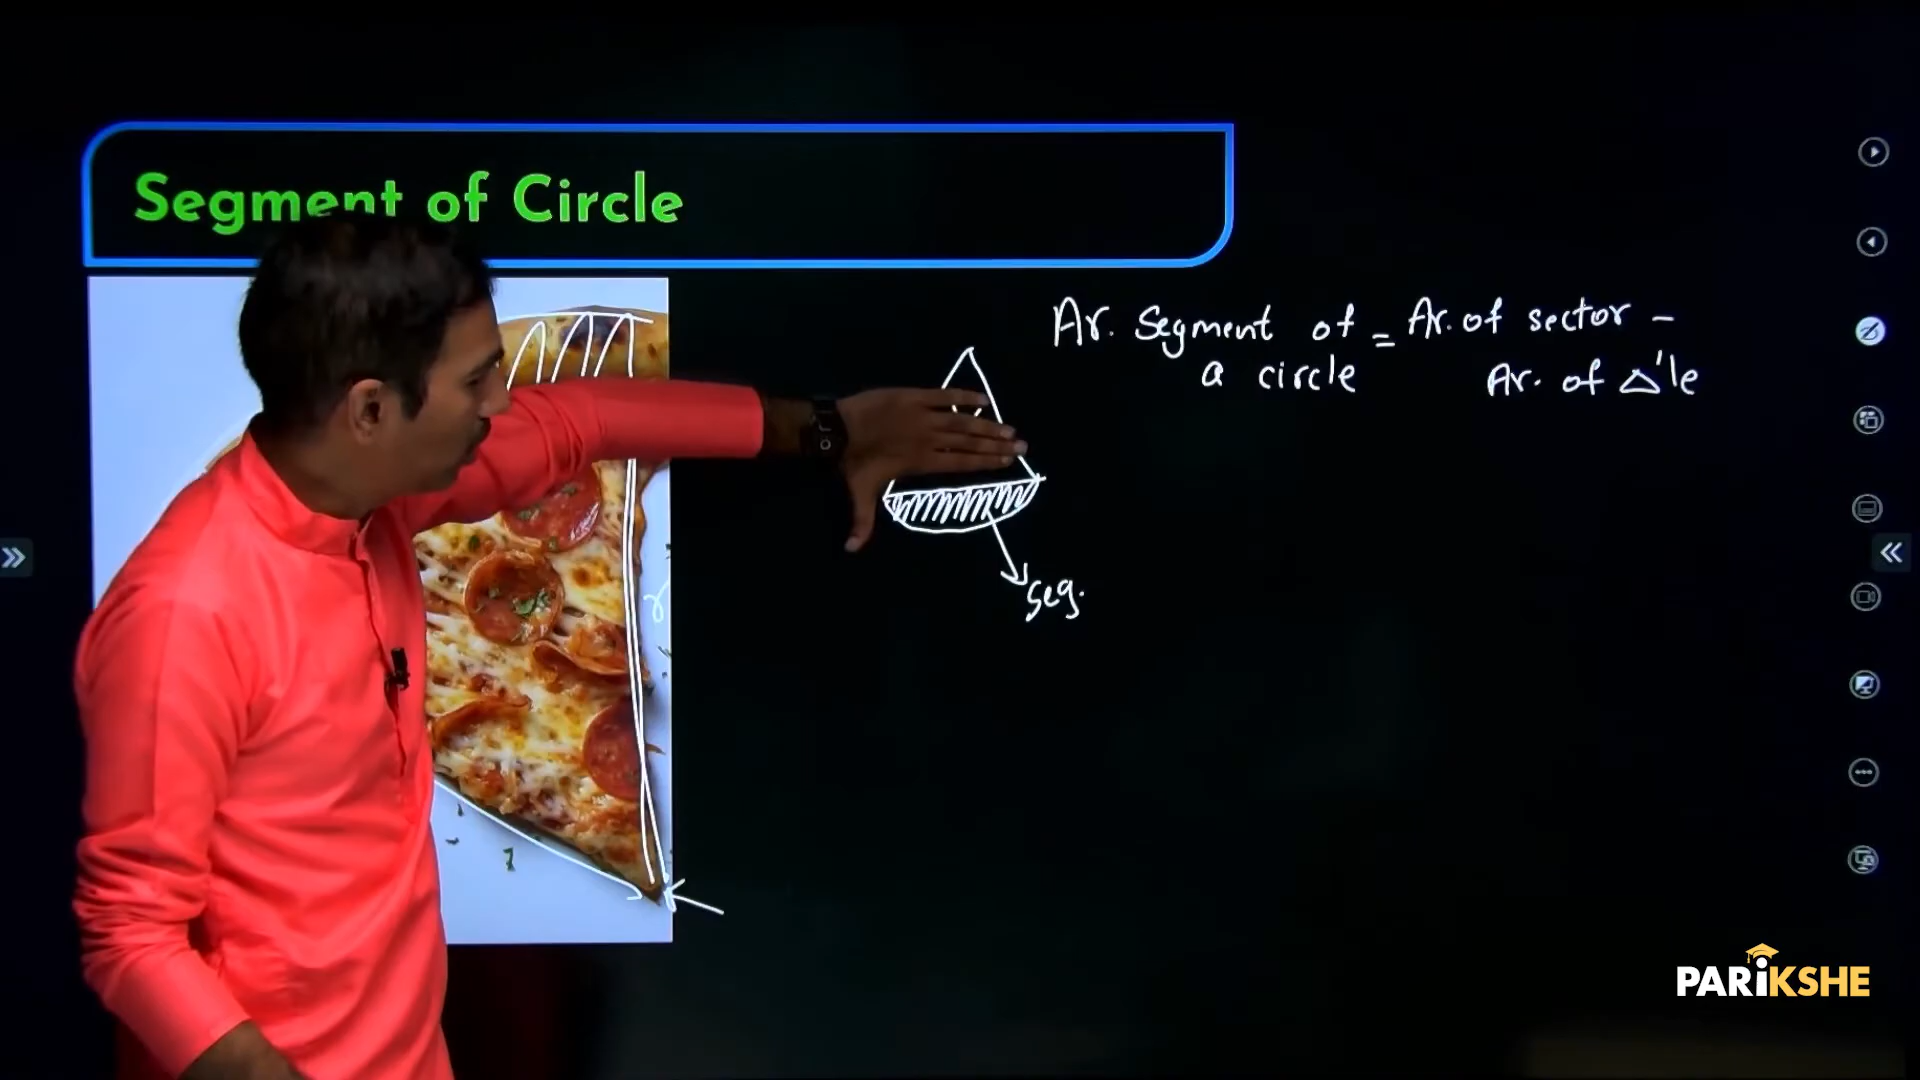 Segment of Circle
Ar. Segment of a circle = Ar. of sector - Ar. of Δ'le
r
seg.
PARiKSHE